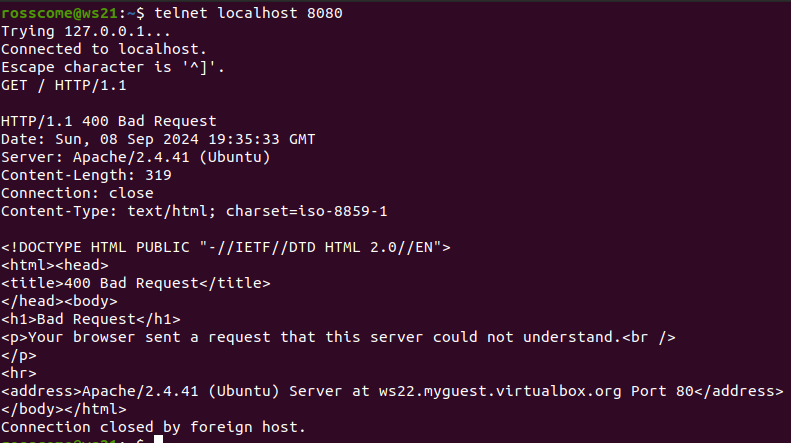 rosscome@ws21:~$ telnet localhost 8080
Trying 127.0.0.1...
Connected to localhost.
Escape character is '^]'.
GET / HTTP/1.1

HTTP/1.1 400 Bad Request
Date: Sun, 08 Sep 2024 19:35:33 GMT
Server: Apache/2.4.41 (Ubuntu)
Content-Length: 319
Connection: close
Content-Type: text/html; charset=iso-8859-1

<!DOCTYPE HTML PUBLIC "-//IETF//DTD HTML 2.0//EN">
<html><head>
<title>400 Bad Request</title>
</head><body>
<h1>Bad Request</h1>
<p>Your browser sent a request that this server could not understand.<br />
</p>
<hr>
<address>Apache/2.4.41 (Ubuntu) Server at ws22.myguest.virtualbox.org Port 80</address>
</body></html>
Connection closed by foreign host.
rosscome@ws21:~$